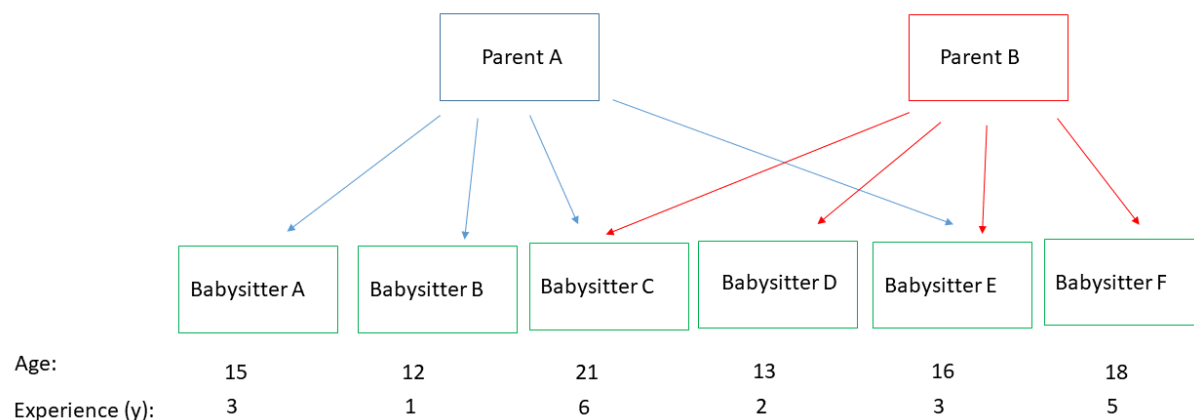 Parent A
Parent B
Babysitter A
Babysitter B
Babysitter C
Babysitter D
Babysitter E
Babysitter F
Age: 15 12 21 13 16 18
Experience (y): 3 1 6 2 3 5